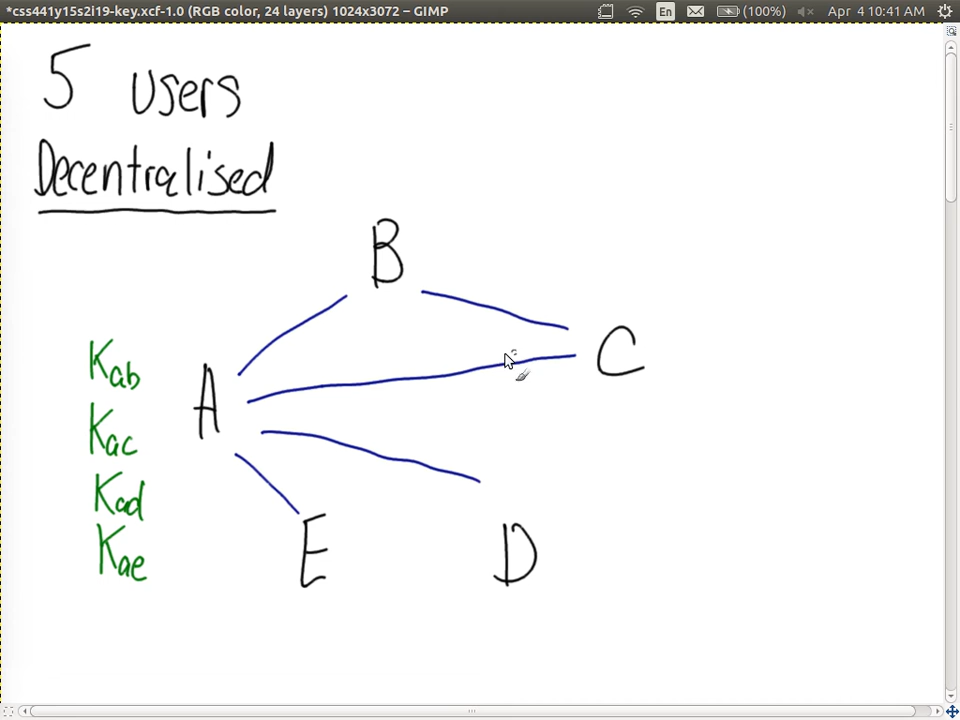 *css441y15s2i19-key.xcf-1.0 (RGB color, 24 layers) 1024x3072 – GIMP
En
(100%)
Apr 4 10:41 AM
5 Users
Decentralised
B
C
Kab
A
Kac
Kad
Kae
E
D